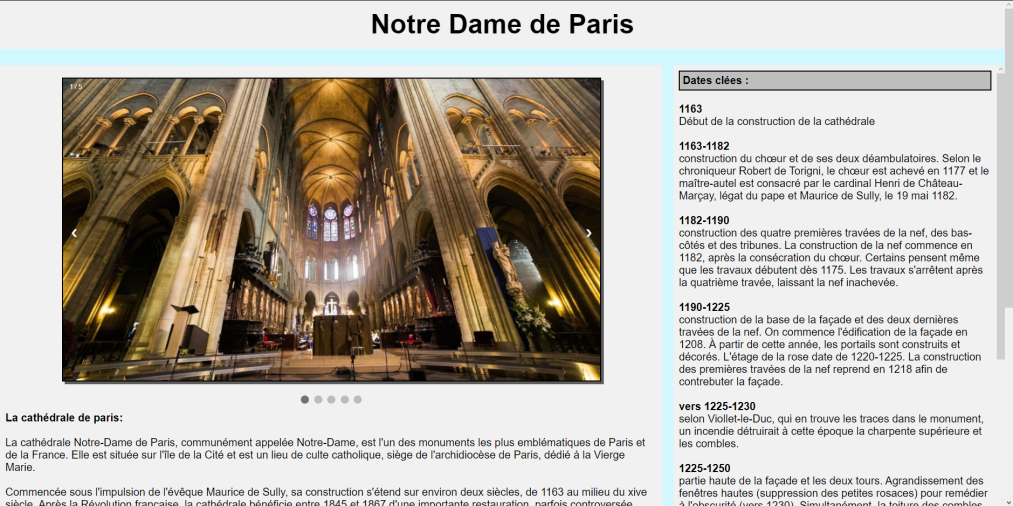 Notre Dame de Paris
1 / 5
❮
❯
La cathédrale de paris:
La cathédrale Notre-Dame de Paris, communément appelée Notre-Dame, est l'un des monuments les plus emblématiques de Paris et
de la France. Elle est située sur l'île de la Cité et est un lieu de culte catholique, siège de l'archidiocèse de Paris, dédié à la Vierge
Marie.
Commencée sous l'impulsion de l'évêque Maurice de Sully, sa construction s'étend sur environ deux siècles, de 1163 au milieu du xive
siècle. Après la Révolution française, la cathédrale bénéficie entre 1845 et 1867 d'une importante restauration, parfois controversée,
Dates clées :
1163
Début de la construction de la cathédrale
1163-1182
construction du chœur et de ses deux déambulatoires. Selon le
chroniqueur Robert de Torigni, le chœur est achevé en 1177 et le
maître-autel est consacré par le cardinal Henri de Château-
Marçay, légat du pape et Maurice de Sully, le 19 mai 1182.
1182-1190
construction des quatre premières travées de la nef, des bas-
côtés et des tribunes. La construction de la nef commence en
1182, après la consécration du chœur. Certains pensent même
que les travaux débutent dès 1175. Les travaux s'arrêtent après
la quatrième travée, laissant la nef inachevée.
1190-1225
construction de la base de la façade et des deux dernières
travées de la nef. On commence l'édification de la façade en
1208. À partir de cette année, les portails sont construits et
décorés. L'étage de la rose date de 1220-1225. La construction
des premières travées de la nef reprend en 1218 afin de
contrebuter la façade.
vers 1225-1230
selon Viollet-le-Duc, qui en trouve les traces dans le monument,
un incendie détruirait à cette époque la charpente supérieure et
les combles.
1225-1250
partie haute de la façade et les deux tours. Agrandissement des
fenêtres hautes (suppression des petites rosaces) pour remédier
à l'obscurité (vers 1230). Simultanément, la toiture des combles